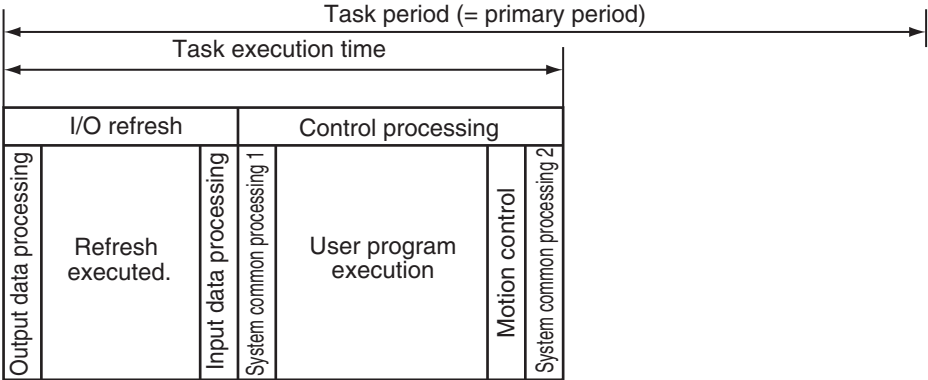 Task period (= primary period)
Task execution time
I/O refresh
Control processing
Output data processing
Refresh
executed.
Input data processing
System common processing 1
User program
execution
Motion control
System common processing 2